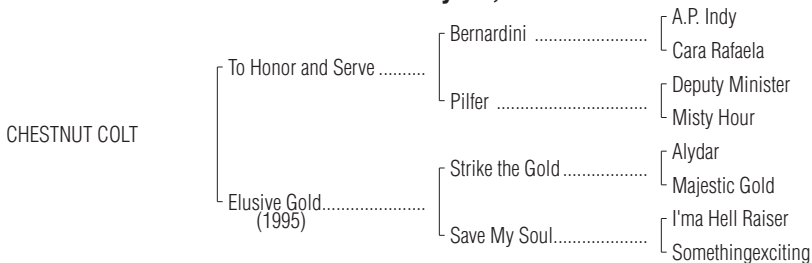 A.P. Indy
Bernardini ................................
Cara Rafaela
To Honor and Serve ..........
Deputy Minister
Pilfer ..........................................
Misty Hour
CHESTNUT COLT
Alydar
Strike the Gold ........................
Majestic Gold
Elusive Gold......................
(1995)
I'ma Hell Raiser
Save My Soul..........................
Somethingexciting